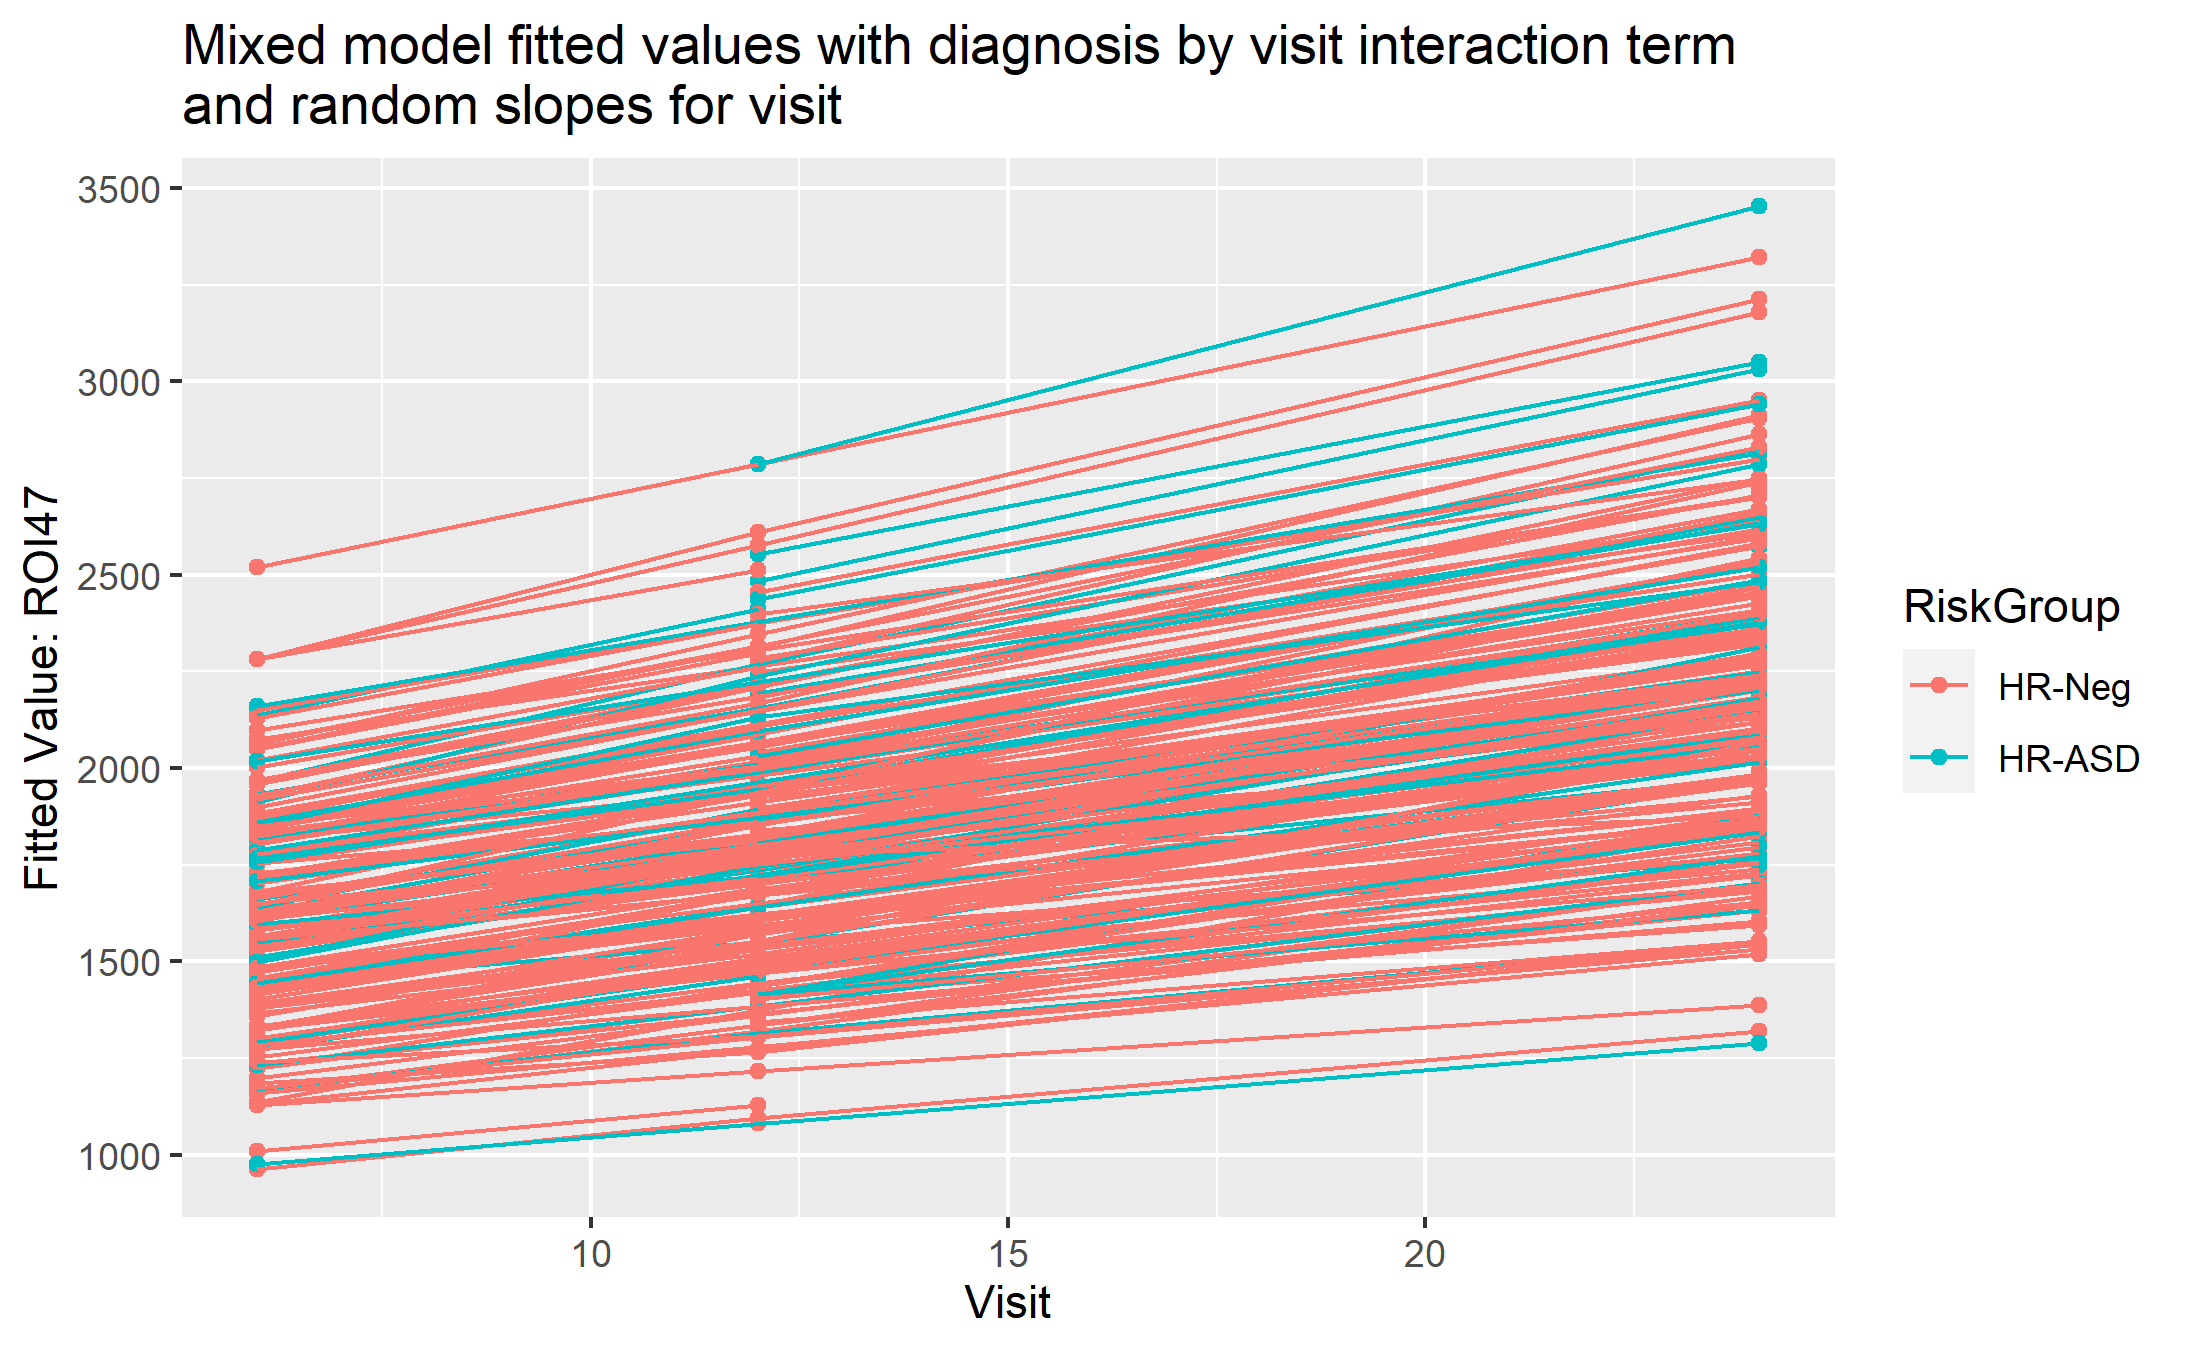 Mixed model fitted values with diagnosis by visit interaction term
and random slopes for visit
3500
3000
2500
2000
1500
1000
Fitted Value: ROI47
10
15
20
Visit
RiskGroup
HR-Neg
HR-ASD